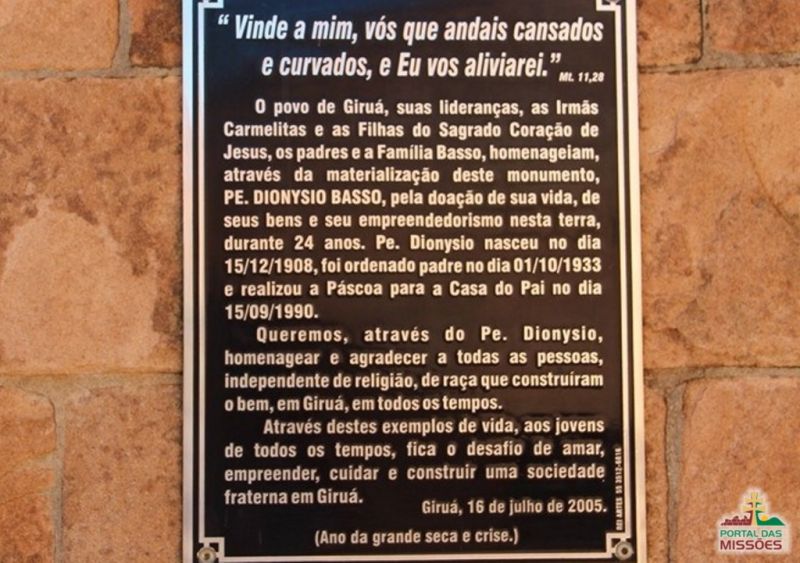 “ Vinde a mim, vós que andais cansados
e curvados, e Eu vos aliviarei.” Mt. 11,28
O povo de Giruá, suas lideranças, as Irmãs
Carmelitas e as Filhas do Sagrado Coração de
Jesus, os padres e a Família Basso, homenageiam,
através da materialização deste monumento,
PE. DIONYSIO BASSO, pela doação de sua vida, de
seus bens e seu empreendedorismo nesta terra,
durante 24 anos. Pe. Dionysio nasceu no dia
15/12/1908, foi ordenado padre no dia 01/10/1933
e realizou a Páscoa para a Casa do Pai no dia
15/09/1990.
Queremos, através do Pe. Dionysio,
homenagear e agradecer a todas as pessoas,
independente de religião, de raça que construíram
o bem, em Giruá, em todos os tempos.
Através destes exemplos de vida, aos jovens
de todos os tempos, fica o desafio de amar,
empreender, cuidar e construir uma sociedade
fraterna em Giruá.
Giruá, 16 de julho de 2005.
(Ano da grande seca e crise.)
PORTAL DAS
MISSÕES